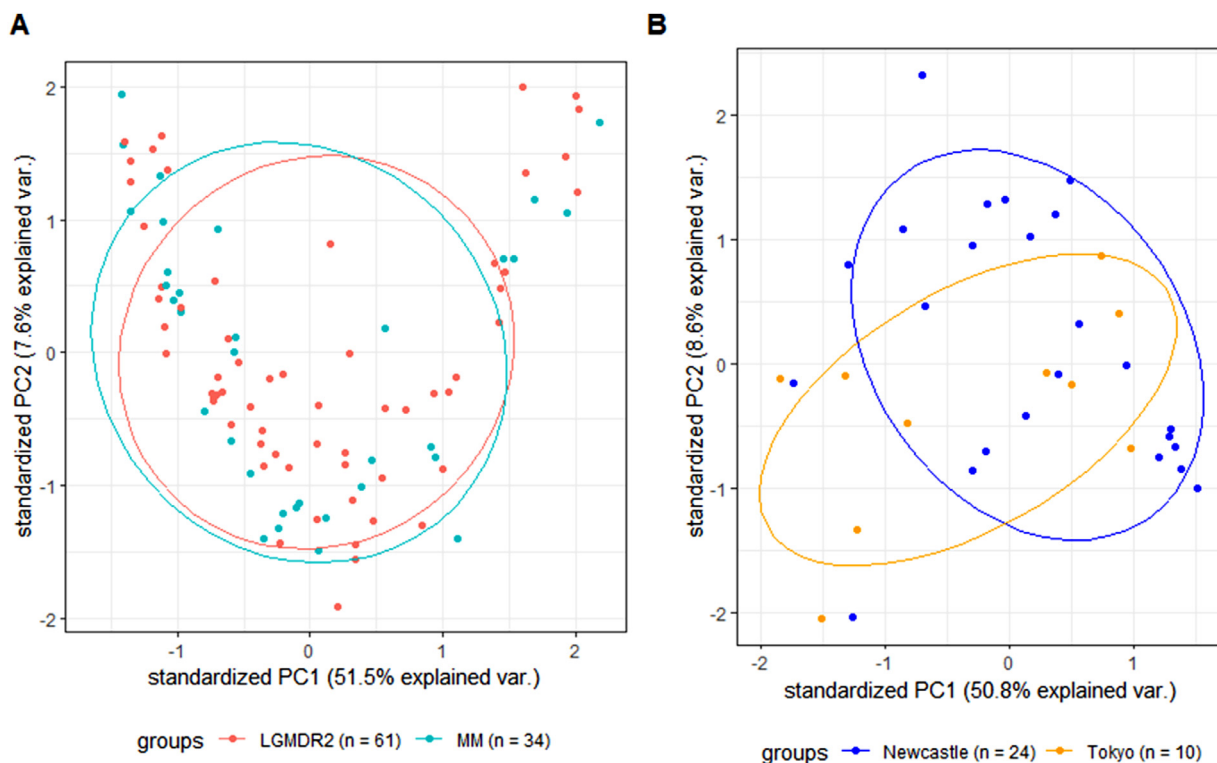 A
standardized PC2 (7.6% explained var.)
2
1
0
-1
-2
-1
0
1
2
standardized PC1 (51.5% explained var.)
groups LGMDR2 (n = 61) MM (n = 34)
B
standardized PC2 (8.6% explained var.)
2
1
0
-1
-2
-2
-1
0
1
standardized PC1 (50.8% explained var.)
groups Newcastle (n = 24) Tokyo (n = 10)